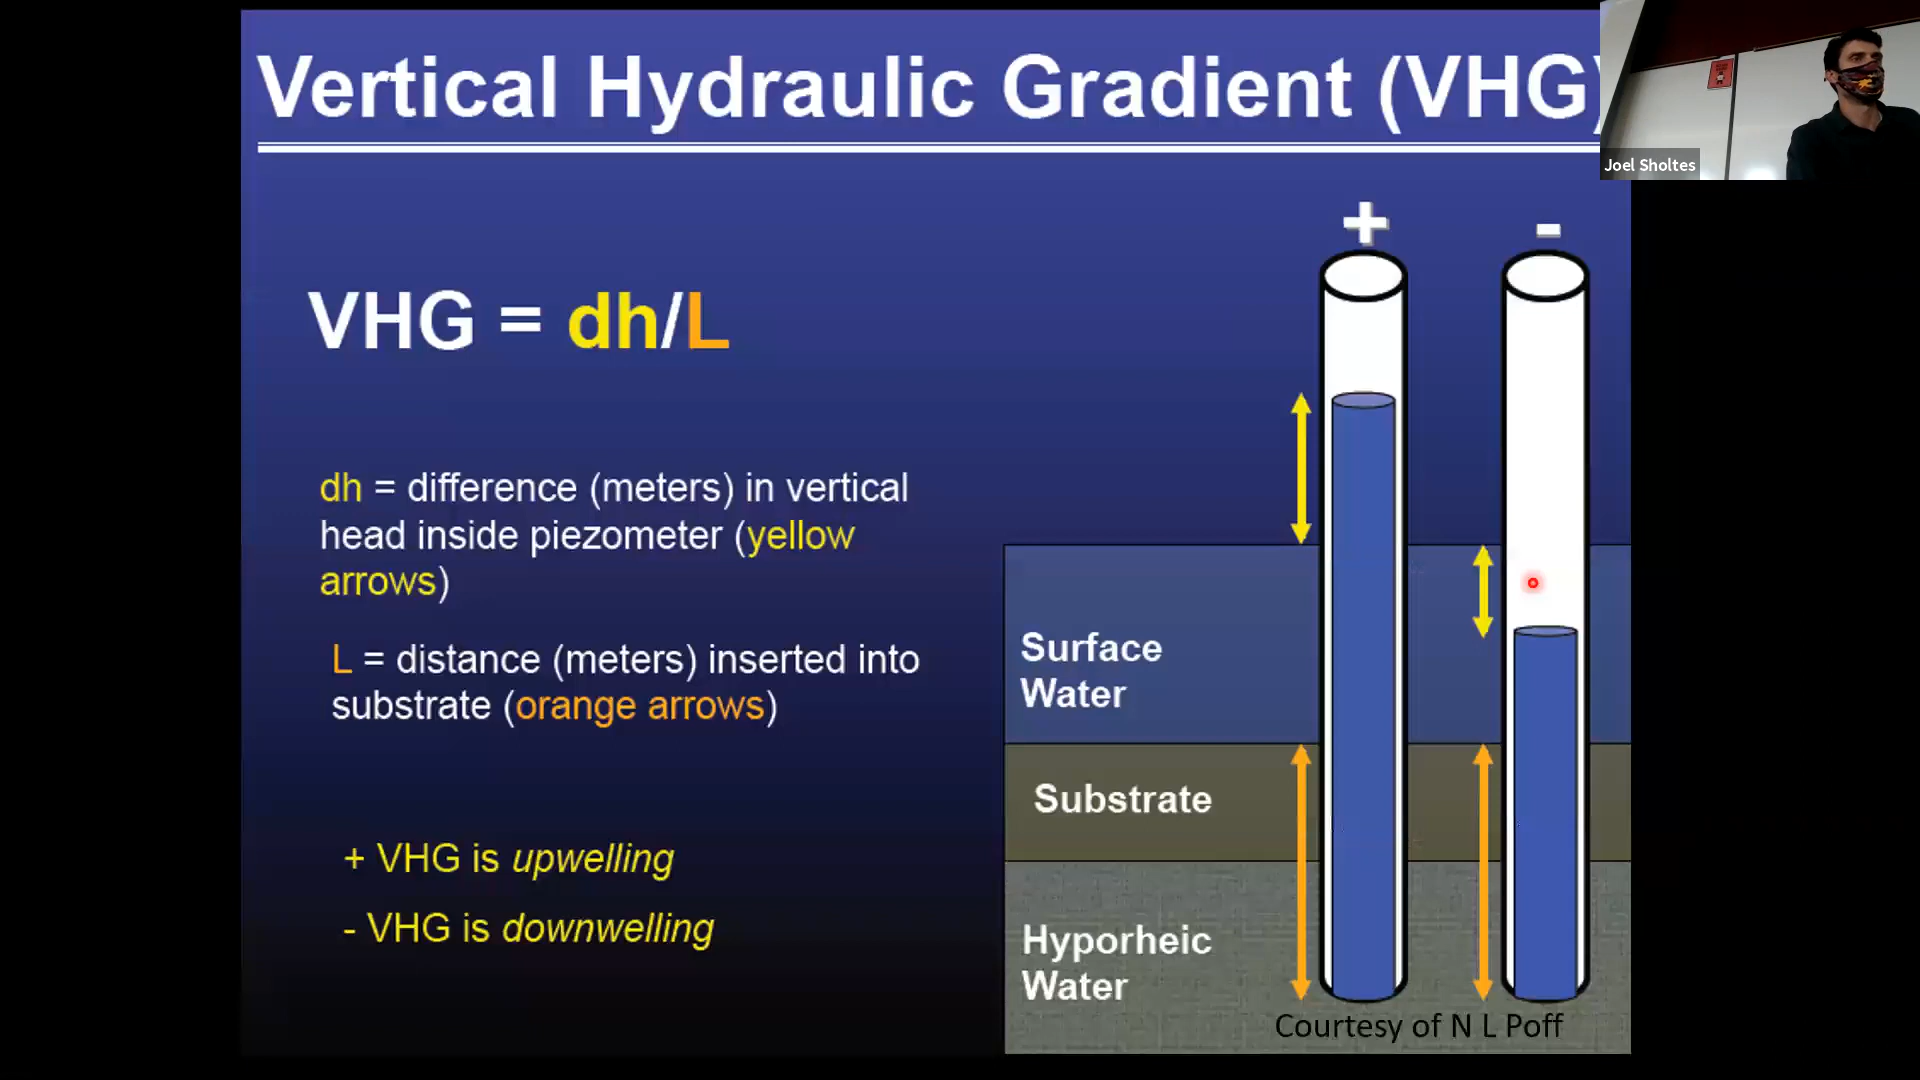 Vertical Hydraulic Gradient (VHG)
Joel Sholtes
+ -
VHG = dh/L
dh = difference (meters) in vertical
head inside piezometer (yellow
arrows)
L = distance (meters) inserted into
substrate (orange arrows)
+ VHG is upwelling
- VHG is downwelling
Surface
Water
Substrate
Hyporheic
Water
Courtesy of N L Poff